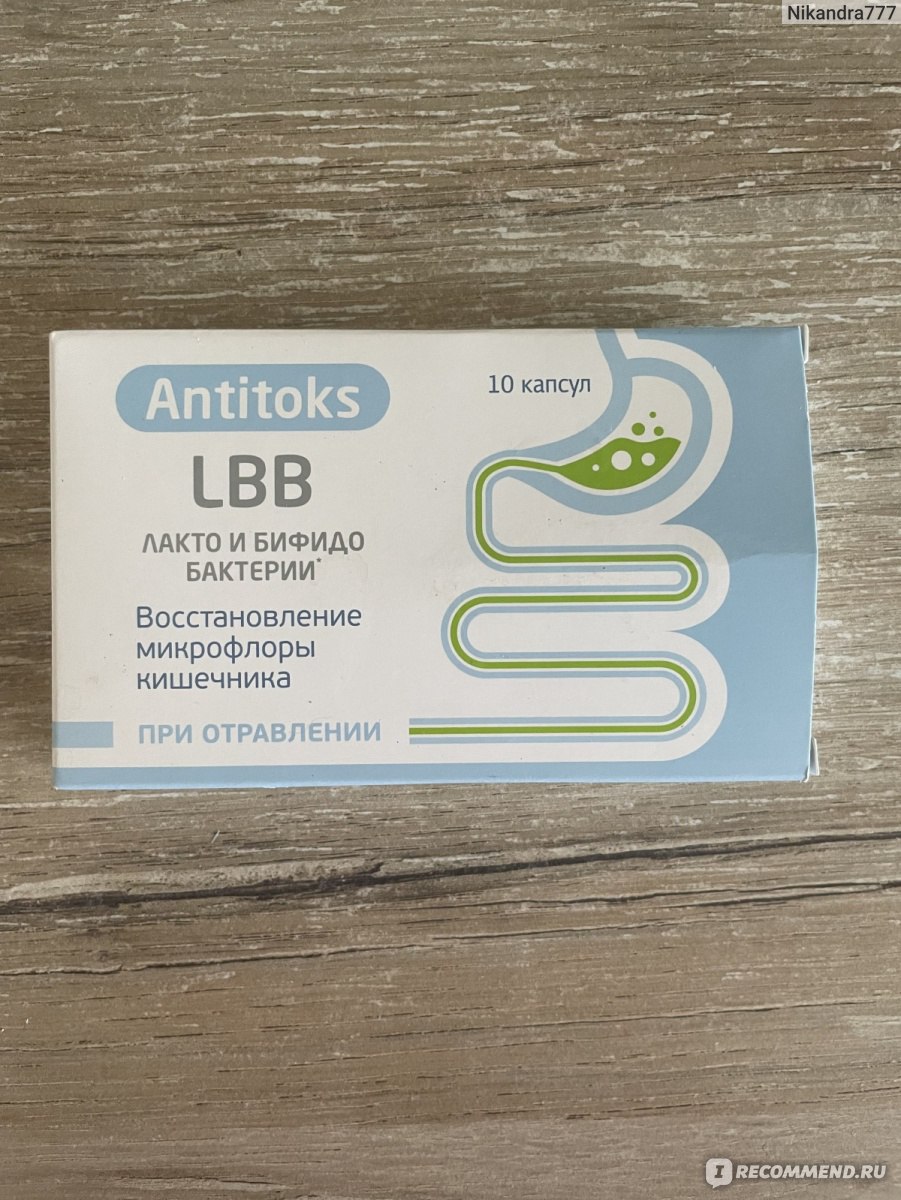 Nikandra777
Antitoks
10 капсул
LBB
ЛАКТО И БИФИДО
БАКТЕРИИ*
Восстановление
микрофлоры
кишечника
ПРИ ОТРАВЛЕНИИ
IRECOMMEND.RU